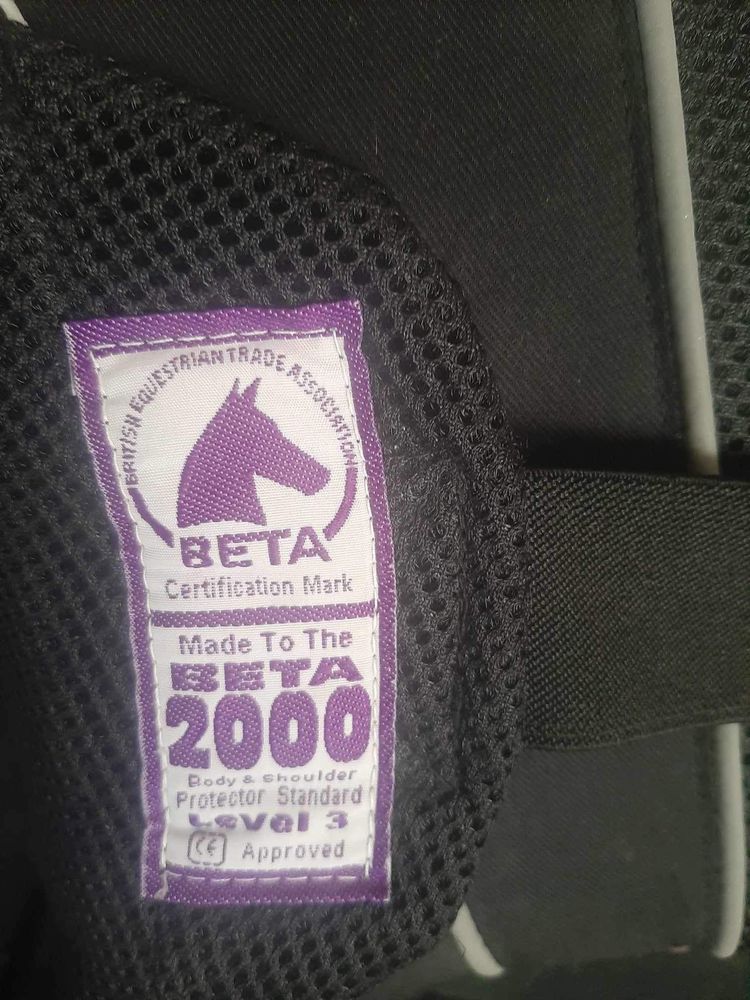 BRITISH EQUESTRIAN TRADE ASSOCIATION
BETA
Certification Mark
Made To The
BETA
2000
Body & Shoulder
Protector Standard
Level 3
CE Approved